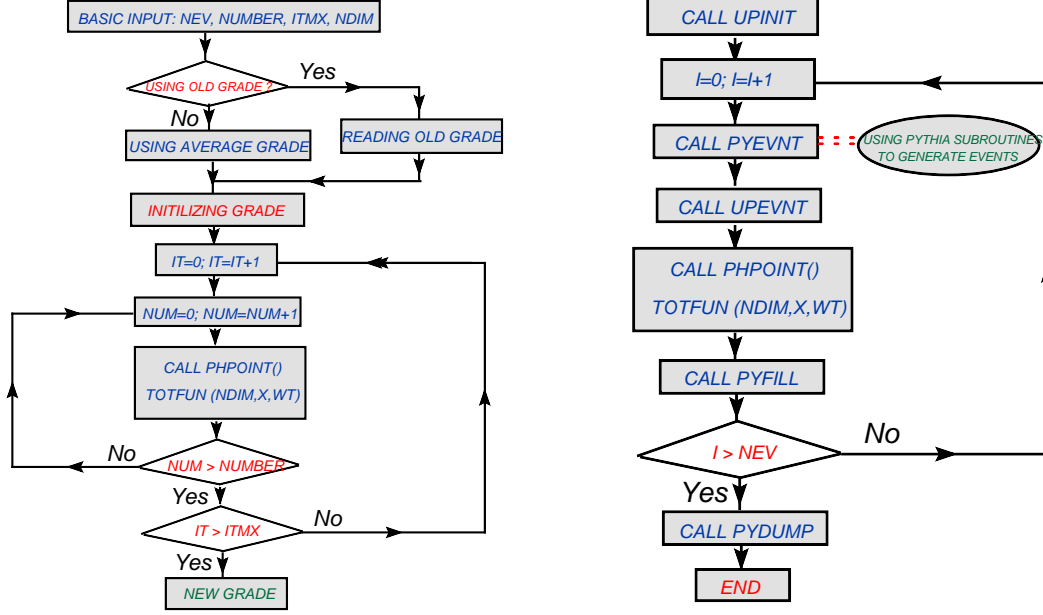 BASIC INPUT: NEV, NUMBER, ITMX, NDIM
USING OLD GRADE ?
Yes
No
USING AVERAGE GRADE
READING OLD GRADE
INITILIZING GRADE
IT=0; IT=IT+1
NUM=0; NUM=NUM+1
CALL PHPOINT()
TOTFUN (NDIM,X,WT)
No
NUM > NUMBER
Yes
IT > ITMX
No
Yes
NEW GRADE
CALL UPINIT
I=0; I=I+1
CALL PYEVNT
USING PYTHIA SUBROUTINES
TO GENERATE EVENTS
CALL UPEVNT
CALL PHPOINT()
TOTFUN (NDIM,X,WT)
CALL PYFILL
I > NEV
No
Yes
CALL PYDUMP
END